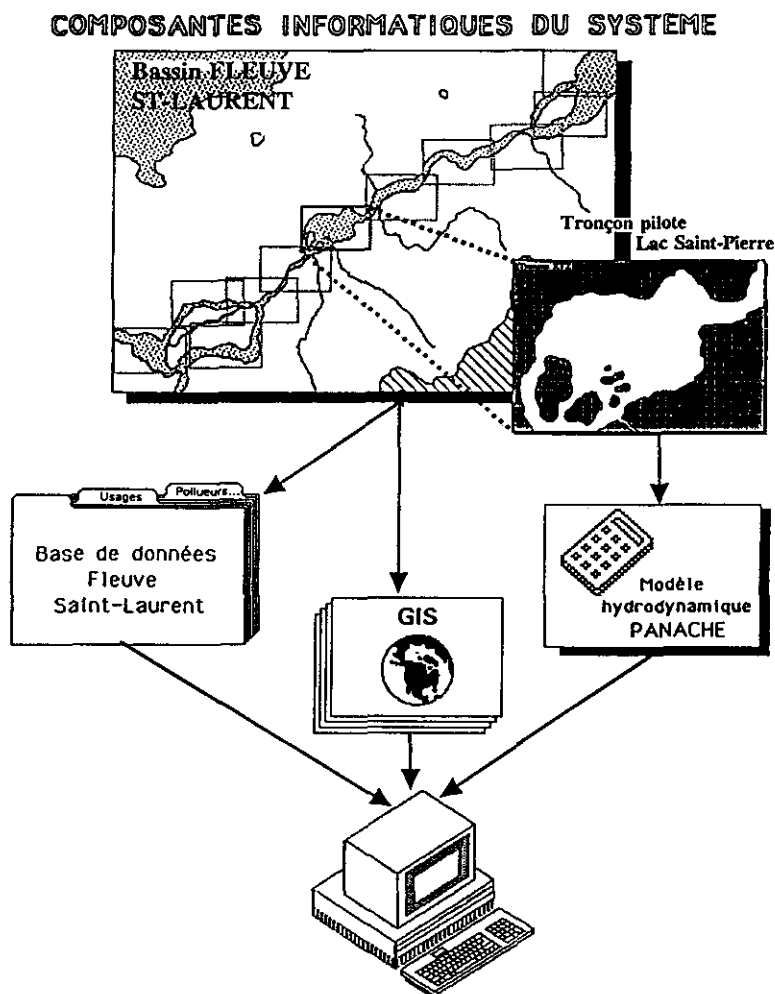 COMPOSANTES INFORMATIQUES DU SYSTEME
Bassin FLEUVE
ST-LAURENT
Tronçon pilote
Lac Saint-Pierre
Usages
Pollueurs...
Base de données
Fleuve
Saint-Laurent
GIS
Modèle
hydrodynamique
PANACHE